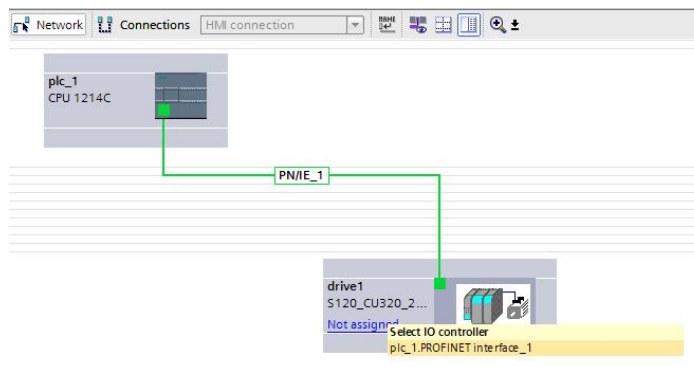 Network Connections HMI connection
plc_1
CPU 1214C
PN/IE_1
drive1
S120_CU320_2...
Not assigned
Select IO controller
plc_1.PROFINET interface_1